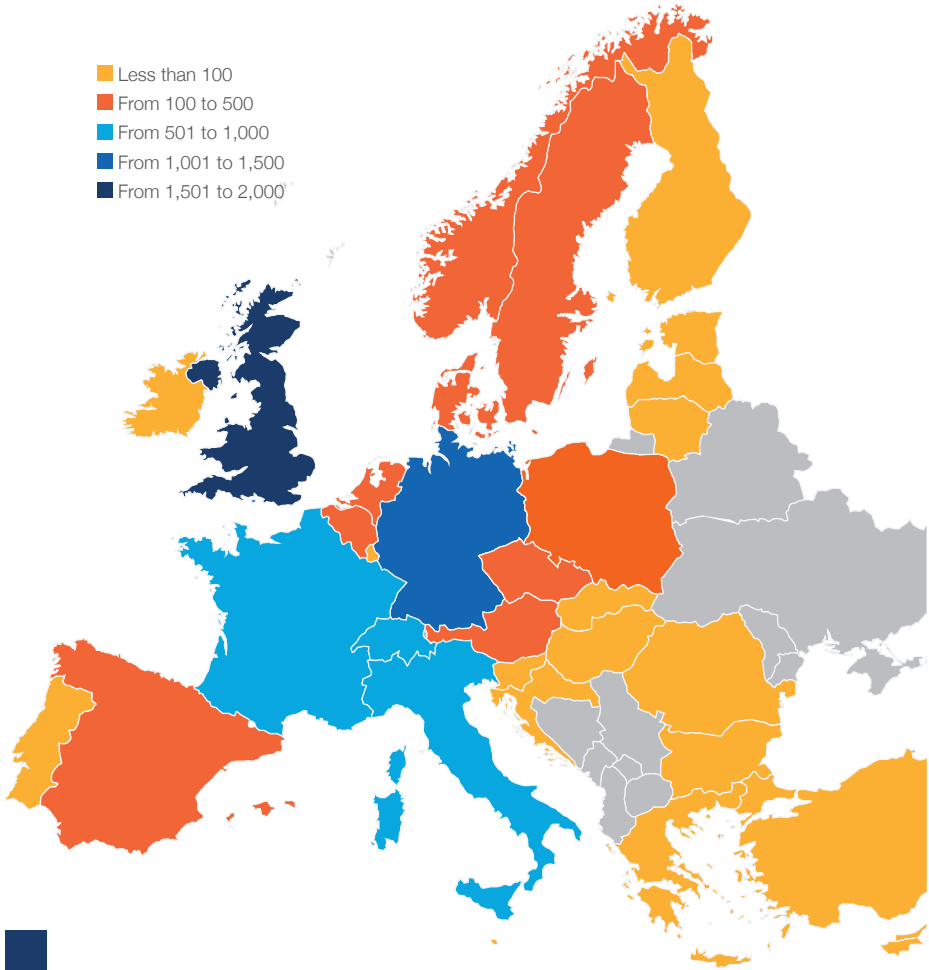 Less than 100
From 100 to 500
From 501 to 1,000
From 1,001 to 1,500
From 1,501 to 2,000